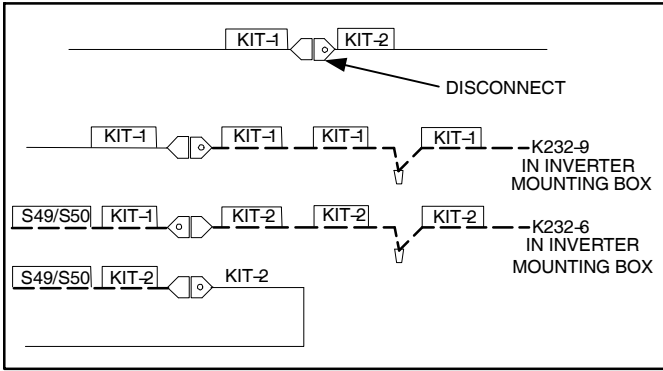 KIT-1 KIT-2
DISCONNECT
KIT-1 KIT-1 KIT-1 KIT-1 K232-9
IN INVERTER
MOUNTING BOX
S49/S50 KIT-1 KIT-2 KIT-2 KIT-2 K232-6
IN INVERTER
MOUNTING BOX
S49/S50 KIT-2 KIT-2